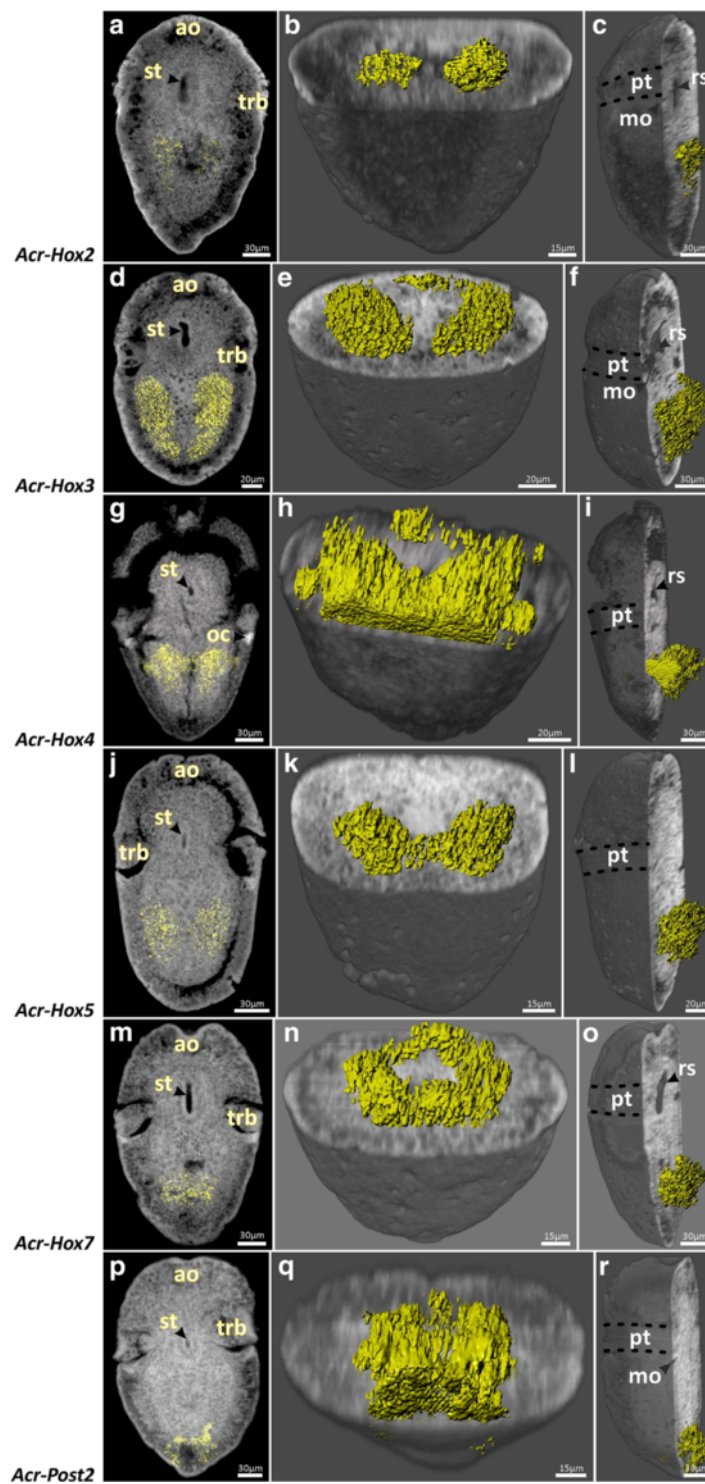 a
ao
st
trb
30µm
b
15µm
c
pt
rs
mo
30µm
Acr-Hox2
d
ao
st
trb
20µm
e
20µm
f
rs
pt
mo
30µm
Acr-Hox3
g
st
oc
30µm
h
20µm
i
rs
pt
30µm
Acr-Hox4
j
ao
st
trb
30µm
k
15µm
l
pt
20µm
Acr-Hox5
m
ao
st
trb
30µm
n
15µm
o
rs
pt
30µm
Acr-Hox7
p
ao
st
trb
30µm
q
15µm
r
pt
mo
30µm
Acr-Post2